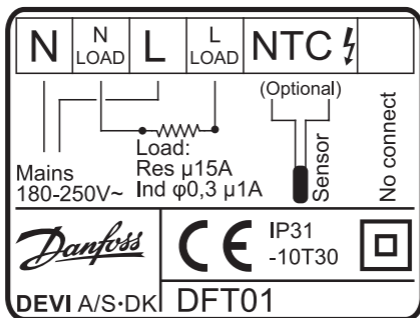 N N LOAD L L LOAD NTC
(Optional)
Sensor
No connect
Mains
180-250V~
Load:
Res µ15A
Ind φ0,3 µ1A
Danfoss
CE
IP31
-10T30
DEVI A/S·DK
DFT01